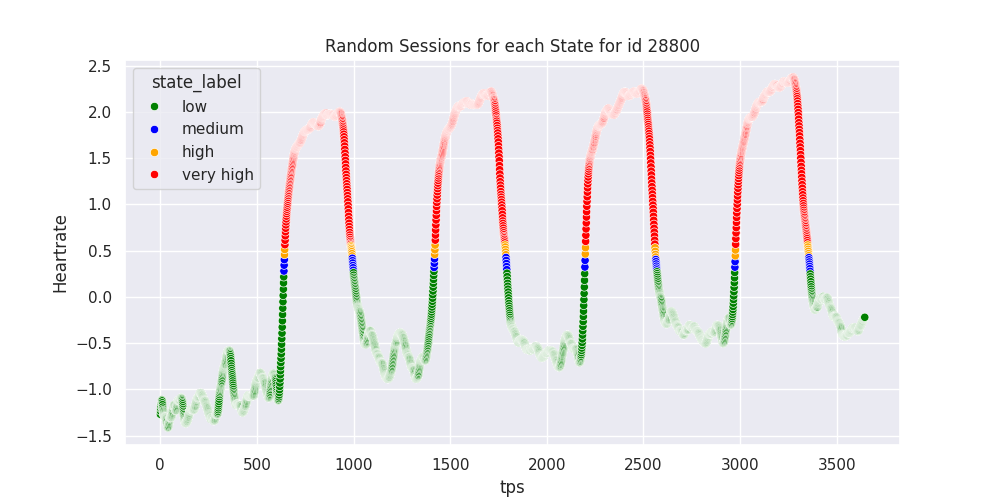 Random Sessions for each State for id 28800
2.5
2.0
1.5
1.0
0.5
0.0
−0.5
−1.0
−1.5
Heartrate
state_label
low
medium
high
very high
0 500 1000 1500 2000 2500 3000 3500
tps